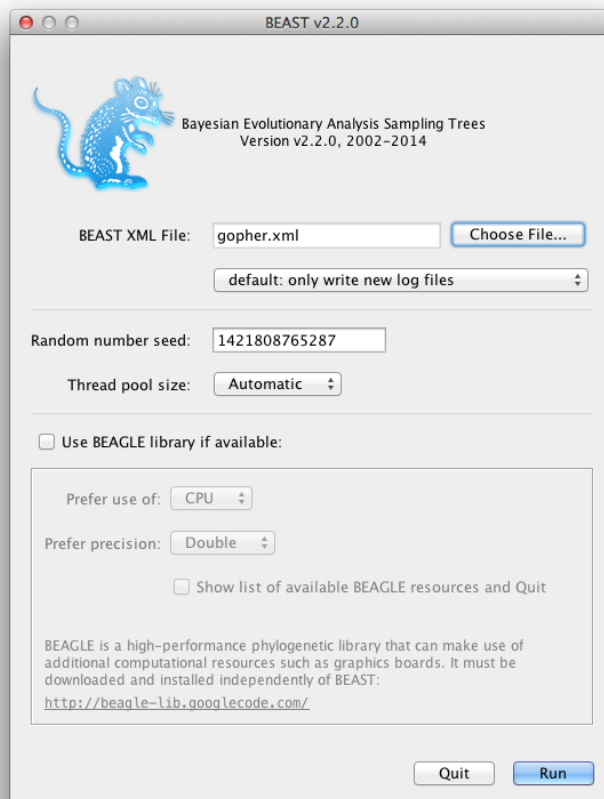 BEAST v2.2.0
Bayesian Evolutionary Analysis Sampling Trees
Version v2.2.0, 2002-2014
BEAST XML File: gopher.xml Choose File...
default: only write new log files
Random number seed: 1421808765287
Thread pool size: Automatic
Use BEAGLE library if available:
Prefer use of: CPU
Prefer precision: Double
Show list of available BEAGLE resources and Quit
BEAGLE is a high-performance phylogenetic library that can make use of
additional computational resources such as graphics boards. It must be
downloaded and installed independently of BEAST:
http://beagle-lib.googlecode.com/
Quit Run